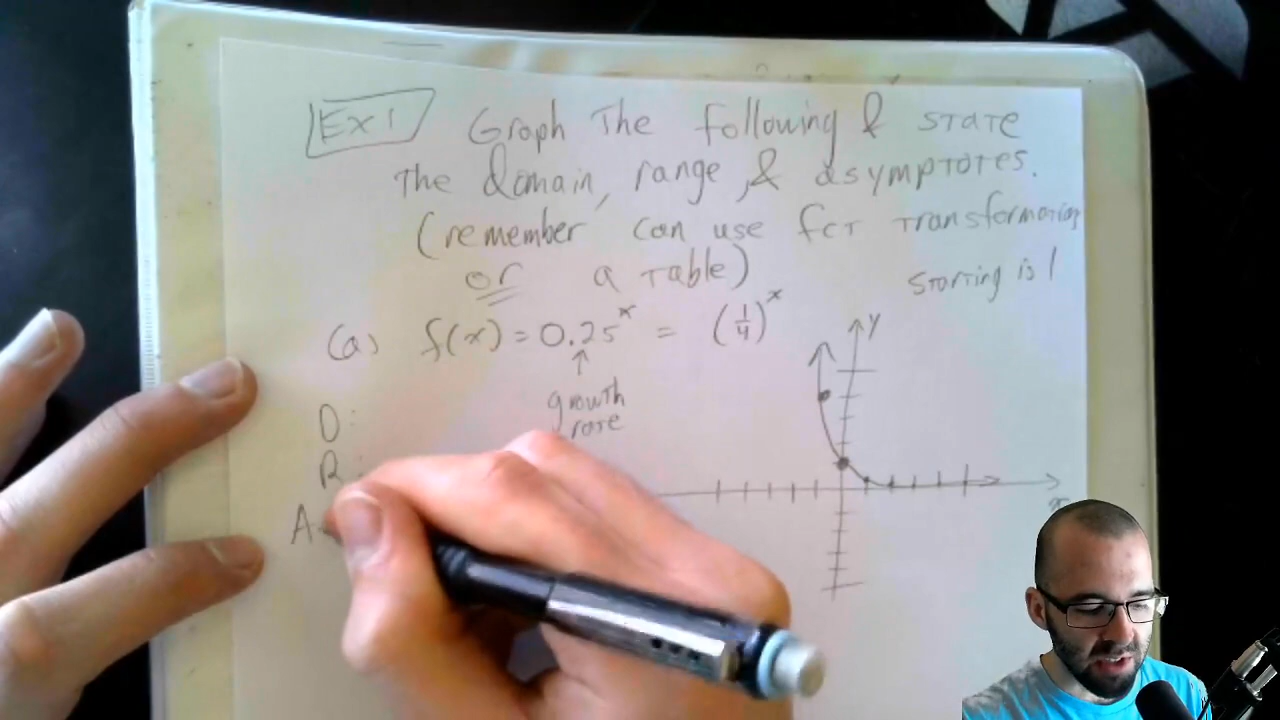 Ex 1 Graph The following & STATE
The domain, range, & asymptotes.
(remember can use fct transformations
or a table)
starting is 1
(a) f(x) = 0.25^x = (1/4)^x
growth
rate
D:
R:
A
y
x